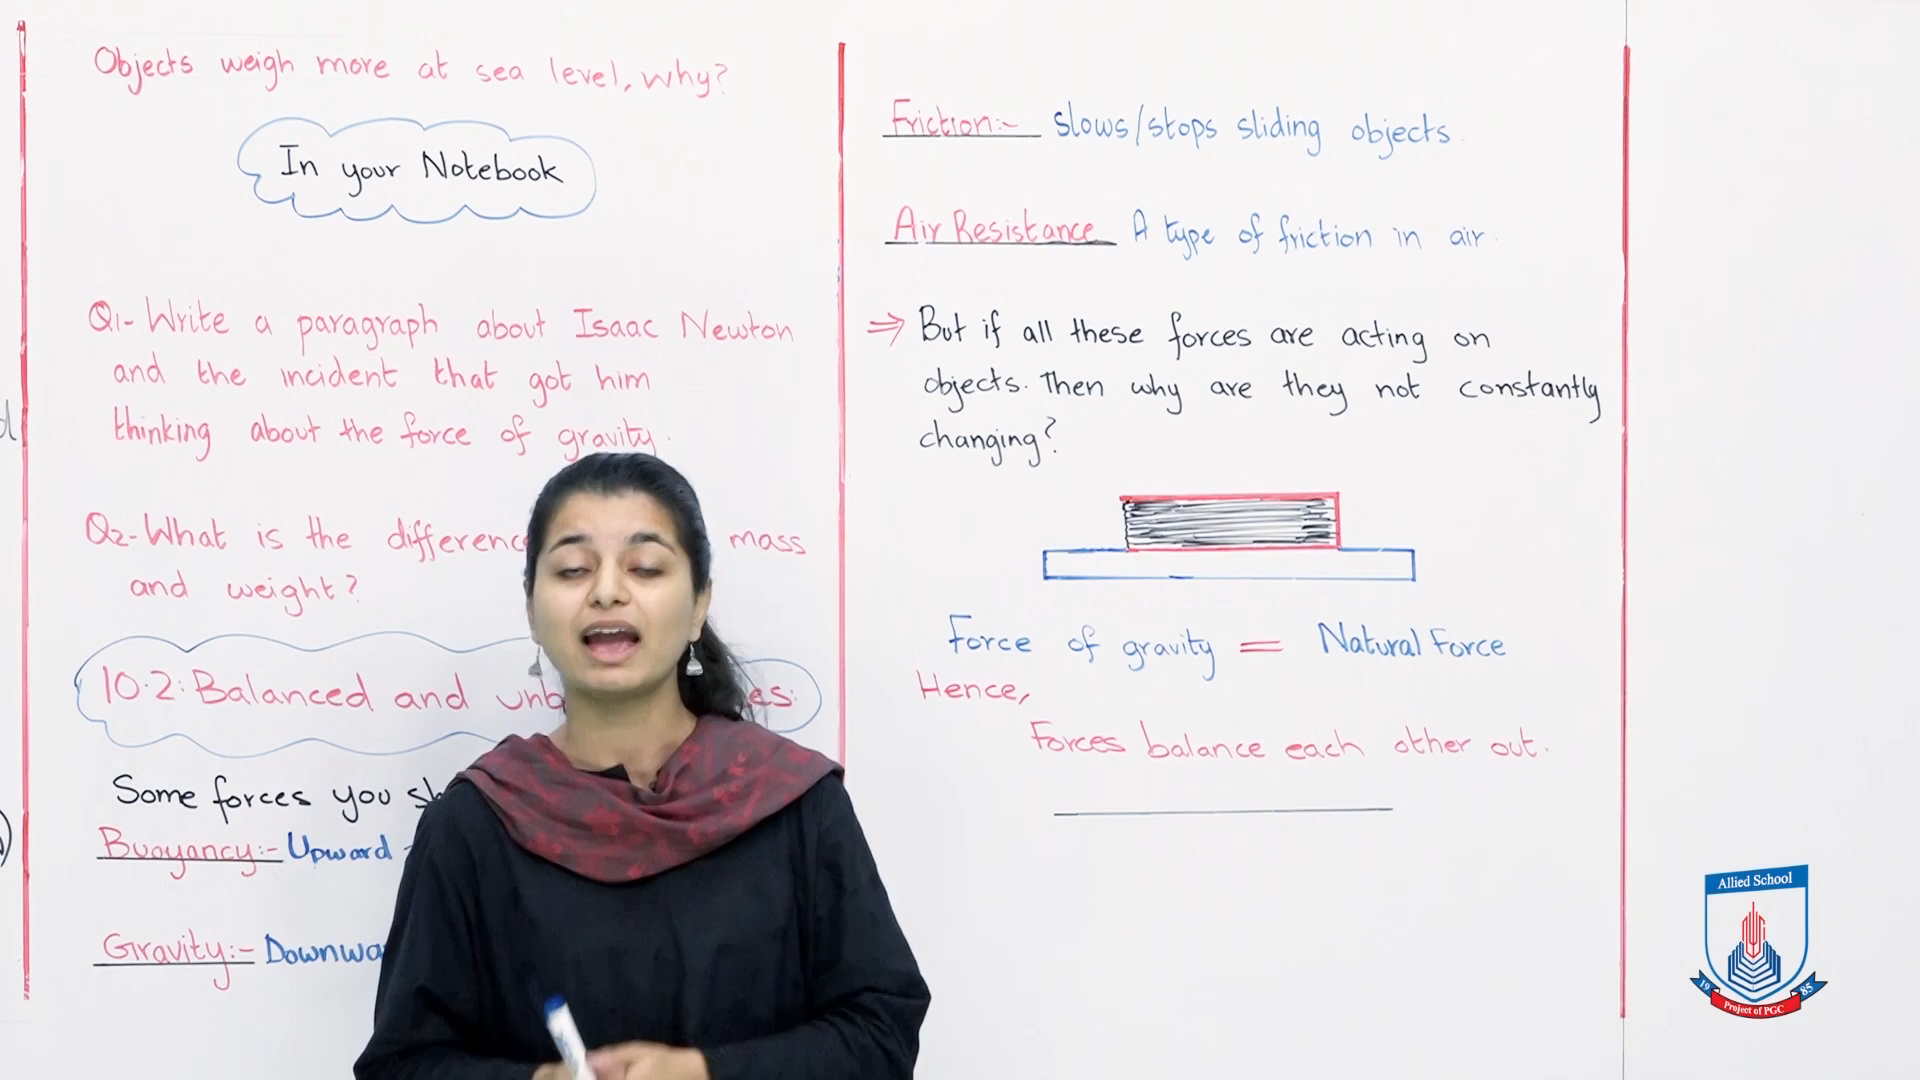 Objects weigh more at sea level, why?
In your Notebook
Q1- Write a paragraph about Isaac Newton
and the incident that got him
thinking about the force of gravity.
Q2- What is the mass
and weight?
10.2: Balanced and
Some forces you
Buoyancy:- Upward
Gravity:-
Friction:- slows/stops sliding objects.
Air Resistance A type of friction in air.
⇒ But if all these forces are acting on
objects. Then why are they not constantly
changing?
Force of gravity = Natural Force
Hence,
Forces balance each other out.
Allied School
19 85
Project of PGC